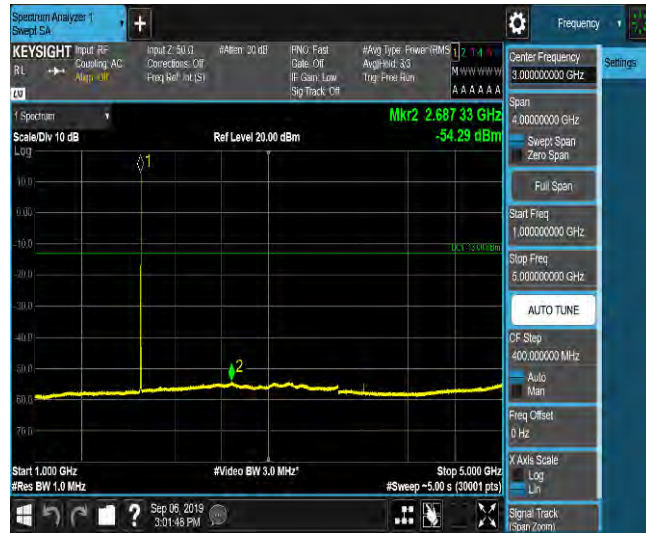 Spectrum Analyzer 1
Swept SA
Frequency
KEYSIGHT
RL
Input: RF
Coupling: AC
Align: Off
Input Z: 50 Ω
Corrections: Off
Freq Ref: Int (S)
#Atten: 30 dB
PNO: Fast
Gate: Off
IF Gain: Low
Sig Track: Off
#Avg Type: Power (RMS
Avg|Hold: 3/3
Trig: Free Run
M W W W W W
A A A A A A
1 Spectrum
Scale/Div 10 dB
Ref Level 20.00 dBm
Mkr2 2.687 33 GHz
-54.29 dBm
Log
1
10.0
0.00
-10.0
DL1 -13.00 dBm
-20.0
-30.0
-40.0
-50.0
2
-60.0
-70.0
Start 1.000 GHz
#Video BW 3.0 MHz*
Stop 5.000 GHz
#Res BW 1.0 MHz
#Sweep ~5.00 s (30001 pts)
?
Sep 06, 2019
3:01:48 PM
Center Frequency
3.000000000 GHz
Settings
Span
4.00000000 GHz
Swept Span
Zero Span
Full Span
Start Freq
1.000000000 GHz
Stop Freq
5.000000000 GHz
AUTO TUNE
CF Step
400.000000 MHz
Auto
Man
Freq Offset
0 Hz
X Axis Scale
Log
Lin
Signal Track
(Span Zoom)